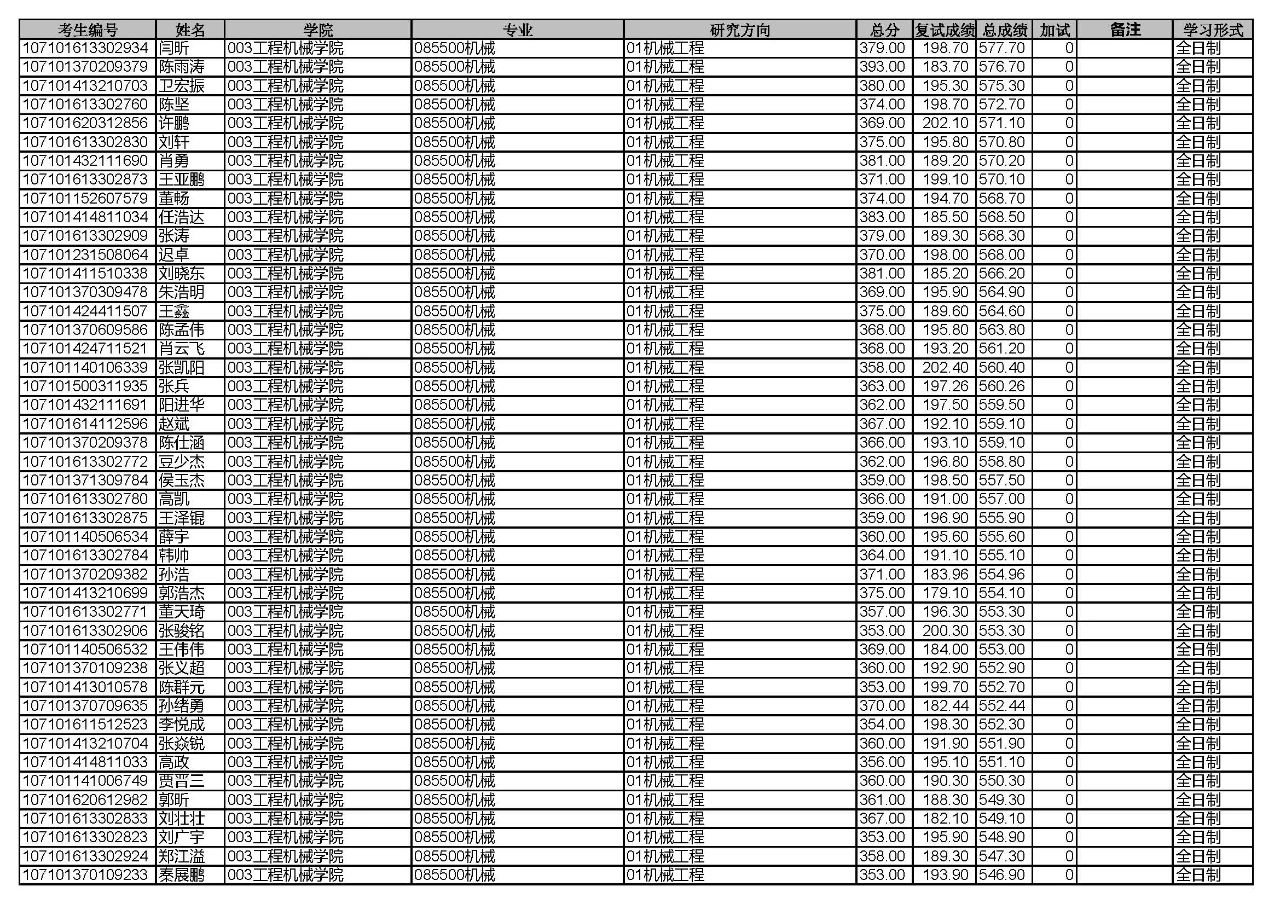 考生编号 姓名 学院 专业 研究方向 总分 复试成绩 总成绩 加试 备注 学习形式
107101613302934 闫昕 003工程机械学院 085500机械 01机械工程 379.00 198.70 577.70 0 全日制
107101370209379 陈雨涛 003工程机械学院 085500机械 01机械工程 393.00 183.70 576.70 0 全日制
107101413210703 卫宏振 003工程机械学院 085500机械 01机械工程 380.00 195.30 575.30 0 全日制
107101613302760 陈坚 003工程机械学院 085500机械 01机械工程 374.00 198.70 572.70 0 全日制
107101620312856 许鹏 003工程机械学院 085500机械 01机械工程 369.00 202.10 571.10 0 全日制
107101613302830 刘轩 003工程机械学院 085500机械 01机械工程 375.00 195.80 570.80 0 全日制
107101432111690 肖勇 003工程机械学院 085500机械 01机械工程 381.00 189.20 570.20 0 全日制
107101613302873 王亚鹏 003工程机械学院 085500机械 01机械工程 371.00 199.10 570.10 0 全日制
107101152607579 董畅 003工程机械学院 085500机械 01机械工程 374.00 194.70 568.70 0 全日制
107101414811034 任浩达 003工程机械学院 085500机械 01机械工程 383.00 185.50 568.50 0 全日制
107101613302909 张涛 003工程机械学院 085500机械 01机械工程 379.00 189.30 568.30 0 全日制
107101231508064 迟卓 003工程机械学院 085500机械 01机械工程 370.00 198.00 568.00 0 全日制
107101411510338 刘晓东 003工程机械学院 085500机械 01机械工程 381.00 185.20 566.20 0 全日制
107101370309478 朱浩明 003工程机械学院 085500机械 01机械工程 369.00 195.90 564.90 0 全日制
107101424411507 王鑫 003工程机械学院 085500机械 01机械工程 375.00 189.60 564.60 0 全日制
107101370609586 陈孟伟 003工程机械学院 085500机械 01机械工程 368.00 195.80 563.80 0 全日制
107101424711521 肖云飞 003工程机械学院 085500机械 01机械工程 368.00 193.20 561.20 0 全日制
107101140106339 张凯阳 003工程机械学院 085500机械 01机械工程 358.00 202.40 560.40 0 全日制
107101500311935 张兵 003工程机械学院 085500机械 01机械工程 363.00 197.26 560.26 0 全日制
107101432111691 阳进华 003工程机械学院 085500机械 01机械工程 362.00 197.50 559.50 0 全日制
107101614112596 赵斌 003工程机械学院 085500机械 01机械工程 367.00 192.10 559.10 0 全日制
107101370209378 陈仕涵 003工程机械学院 085500机械 01机械工程 366.00 193.10 559.10 0 全日制
107101613302772 豆少杰 003工程机械学院 085500机械 01机械工程 362.00 196.80 558.80 0 全日制
107101371309784 侯玉杰 003工程机械学院 085500机械 01机械工程 359.00 198.50 557.50 0 全日制
107101613302780 高凯 003工程机械学院 085500机械 01机械工程 366.00 191.00 557.00 0 全日制
107101613302875 王泽锟 003工程机械学院 085500机械 01机械工程 359.00 196.90 555.90 0 全日制
107101140506534 薛宇 003工程机械学院 085500机械 01机械工程 360.00 195.60 555.60 0 全日制
107101613302784 韩帅 003工程机械学院 085500机械 01机械工程 364.00 191.10 555.10 0 全日制
107101370209382 孙浩 003工程机械学院 085500机械 01机械工程 371.00 183.96 554.96 0 全日制
107101413210699 郭浩杰 003工程机械学院 085500机械 01机械工程 375.00 179.10 554.10 0 全日制
107101613302771 董天琦 003工程机械学院 085500机械 01机械工程 357.00 196.30 553.30 0 全日制
107101613302906 张骏铭 003工程机械学院 085500机械 01机械工程 353.00 200.30 553.30 0 全日制
107101140506532 王伟伟 003工程机械学院 085500机械 01机械工程 369.00 184.00 553.00 0 全日制
107101370109238 张义超 003工程机械学院 085500机械 01机械工程 360.00 192.90 552.90 0 全日制
107101413010578 陈群元 003工程机械学院 085500机械 01机械工程 353.00 199.70 552.70 0 全日制
107101370709635 孙绪勇 003工程机械学院 085500机械 01机械工程 370.00 182.44 552.44 0 全日制
107101611512523 李悦成 003工程机械学院 085500机械 01机械工程 354.00 198.30 552.30 0 全日制
107101413210704 张焱锐 003工程机械学院 085500机械 01机械工程 360.00 191.90 551.90 0 全日制
107101414811033 高政 003工程机械学院 085500机械 01机械工程 356.00 195.10 551.10 0 全日制
107101141006749 贾晋三 003工程机械学院 085500机械 01机械工程 360.00 190.30 550.30 0 全日制
107101620612982 郭昕 003工程机械学院 085500机械 01机械工程 361.00 188.30 549.30 0 全日制
107101613302833 刘壮壮 003工程机械学院 085500机械 01机械工程 367.00 182.10 549.10 0 全日制
107101613302823 刘广宇 003工程机械学院 085500机械 01机械工程 353.00 195.90 548.90 0 全日制
107101613302924 郑江溢 003工程机械学院 085500机械 01机械工程 358.00 189.30 547.30 0 全日制
107101370109233 秦展鹏 003工程机械学院 085500机械 01机械工程 353.00 193.90 546.90 0 全日制